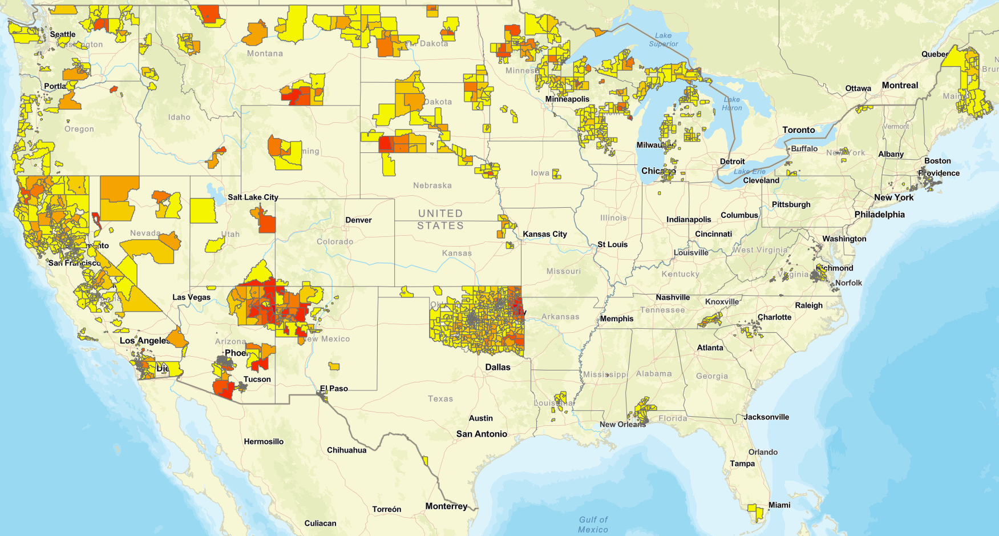 Seattle
Montana
Dakota
Lake
Superior
Quebec
Ottawa
Montreal
Minneapolis
Dakota
Lake
Huron
Idaho
Oregon
Toronto
Vermont
Buffalo
Albany
Boston
Detroit
Lake Erie
Iowa
Providence
Cleveland
Nebraska
Salt Lake City
New York
Pittsburgh
UNITED
STATES
Denver
Illinois
Indianapolis
Columbus
Philadelphia
Nevada
Utah
Kansas City
Cincinnati
Washington
Colorado
St Louis
Kansas
Louisville
West Virginia
San Francisco
Missouri
Kentucky
Virginia
Richmond
Norfolk
Las Vegas
Nashville
Knoxville
Raleigh
Arkansas
Memphis
Tennessee
Charlotte
Los Angeles
Arizona
New Mexico
Atlanta
Dallas
Mississippi
Alabama
Georgia
Tucson
El Paso
Texas
Louisiana
Austin
New Orleans
Florida
Jacksonville
San Antonio
Hermosillo
Chihuahua
Orlando
Tampa
Torreón
Monterrey
Miami
Culiacan
Gulf of
Mexico